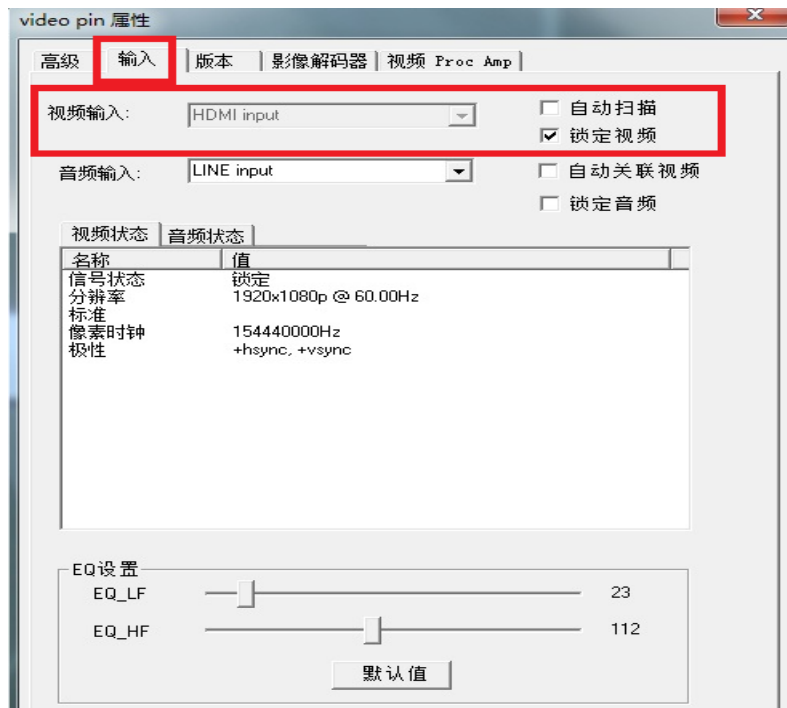 video pin 属性
高级 输入 版本 影像解码器 视频 Proc Amp
视频输入: HDMI input 自动扫描
锁定视频
音频输入: LINE input 自动关联视频
锁定音频
视频状态 音频状态
名称 值
信号状态 锁定
分辨率 1920x1080p @ 60.00Hz
标准
像素时钟 154440000Hz
极性 +hsync, +vsync
EQ设置
EQ_LF 23
EQ_HF 112
默认值